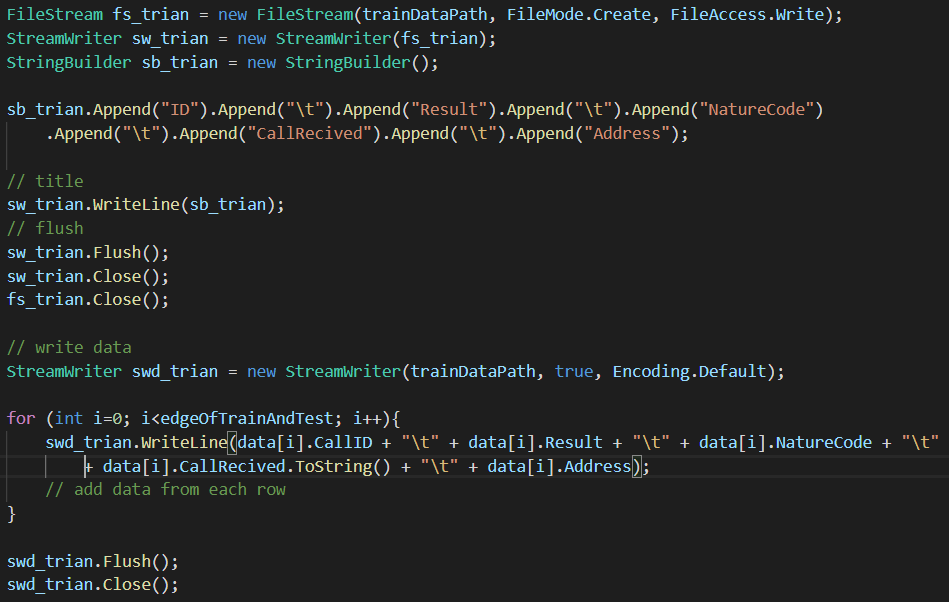 FileStream fs_trian = new FileStream(trainDataPath, FileMode.Create, FileAccess.Write);
StreamWriter sw_trian = new StreamWriter(fs_trian);
StringBuilder sb_trian = new StringBuilder();
sb_trian.Append("ID").Append("\t").Append("Result").Append("\t").Append("NatureCode")
.Append("\t").Append("CallRecived").Append("\t").Append("Address");
// title
sw_trian.WriteLine(sb_trian);
// flush
sw_trian.Flush();
sw_trian.Close();
fs_trian.Close();
// write data
StreamWriter swd_trian = new StreamWriter(trainDataPath, true, Encoding.Default);
for (int i=0; i<edgeOfTrainAndTest; i++){
swd_trian.WriteLine(data[i].CallID + "\t" + data[i].Result + "\t" + data[i].NatureCode + "\t"
+ data[i].CallRecived.ToString() + "\t" + data[i].Address);
// add data from each row
}
swd_trian.Flush();
swd_trian.Close();